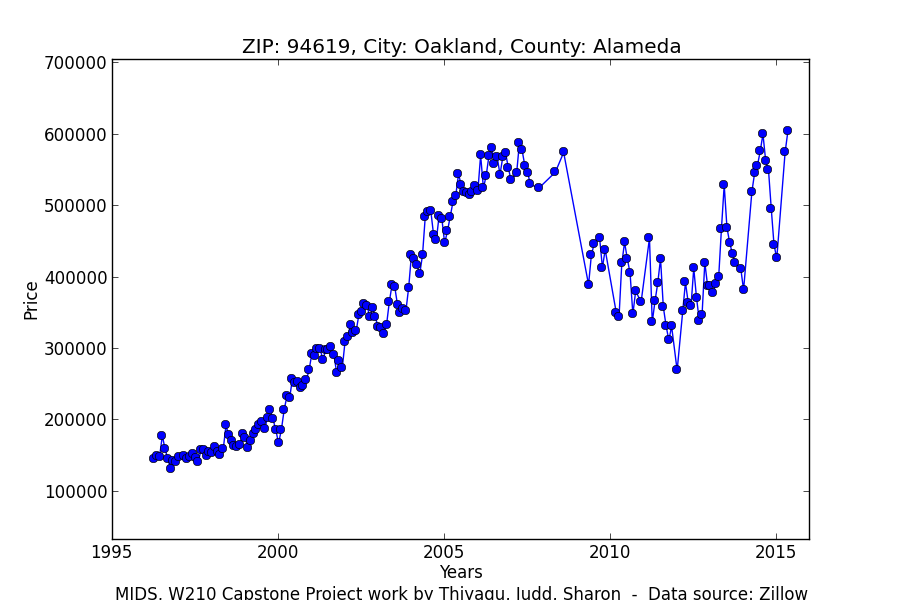 ZIP: 94619, City: Oakland, County: Alameda
700000
600000
500000
400000
300000
200000
100000
Price
1995 2000 2005 2010 2015
Years
MIDS, W210 Capstone Project work by Thiyagu, Judd, Sharon - Data source: Zillow